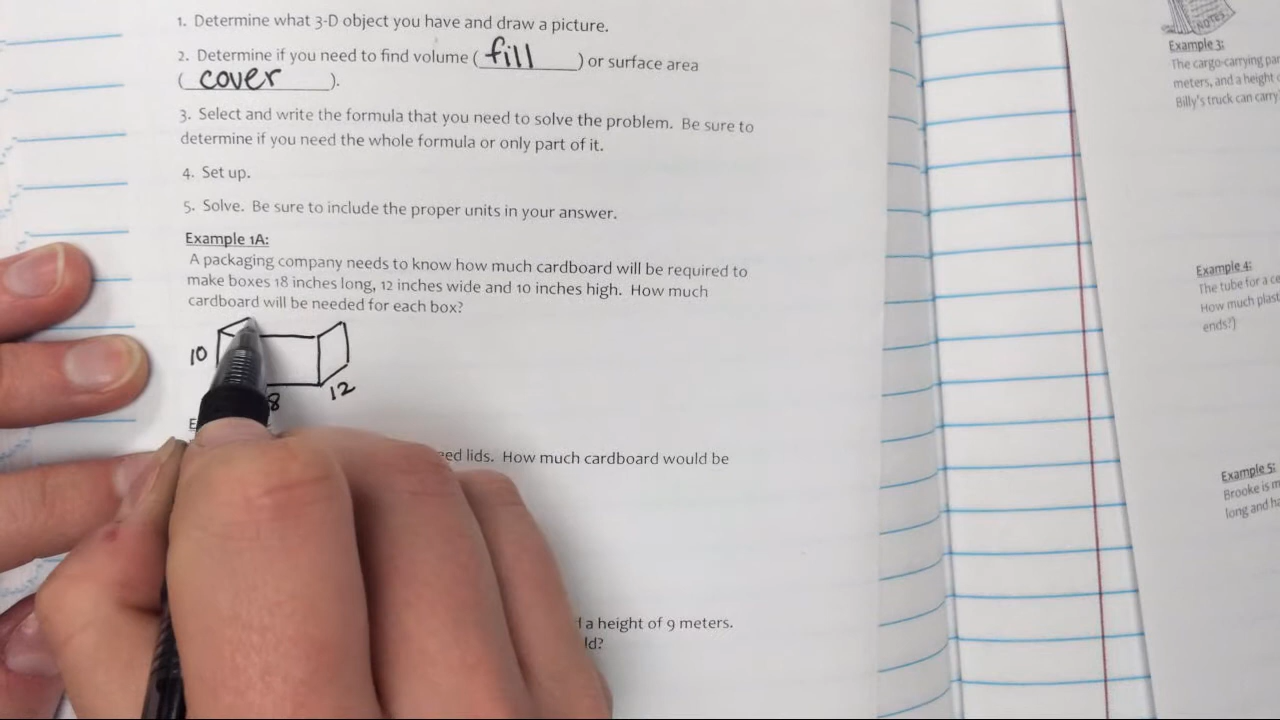 1. Determine what 3-D object you have and draw a picture.
2. Determine if you need to find volume (fill) or surface area
(cover).
3. Select and write the formula that you need to solve the problem. Be sure to
determine if you need the whole formula or only part of it.
4. Set up.
5. Solve. Be sure to include the proper units in your answer.
Example 1A:
A packaging company needs to know how much cardboard will be required to
make boxes 18 inches long, 12 inches wide and 10 inches high. How much
cardboard will be needed for each box?
10
8
12
lids. How much cardboard would be
a height of 9 meters.
NOTES
Example 3:
The cargo-carrying
meters, and a height
Billy's truck can carry
Example 4:
The tube for a
How much
ends?)
Example 5:
Brooke is
long and